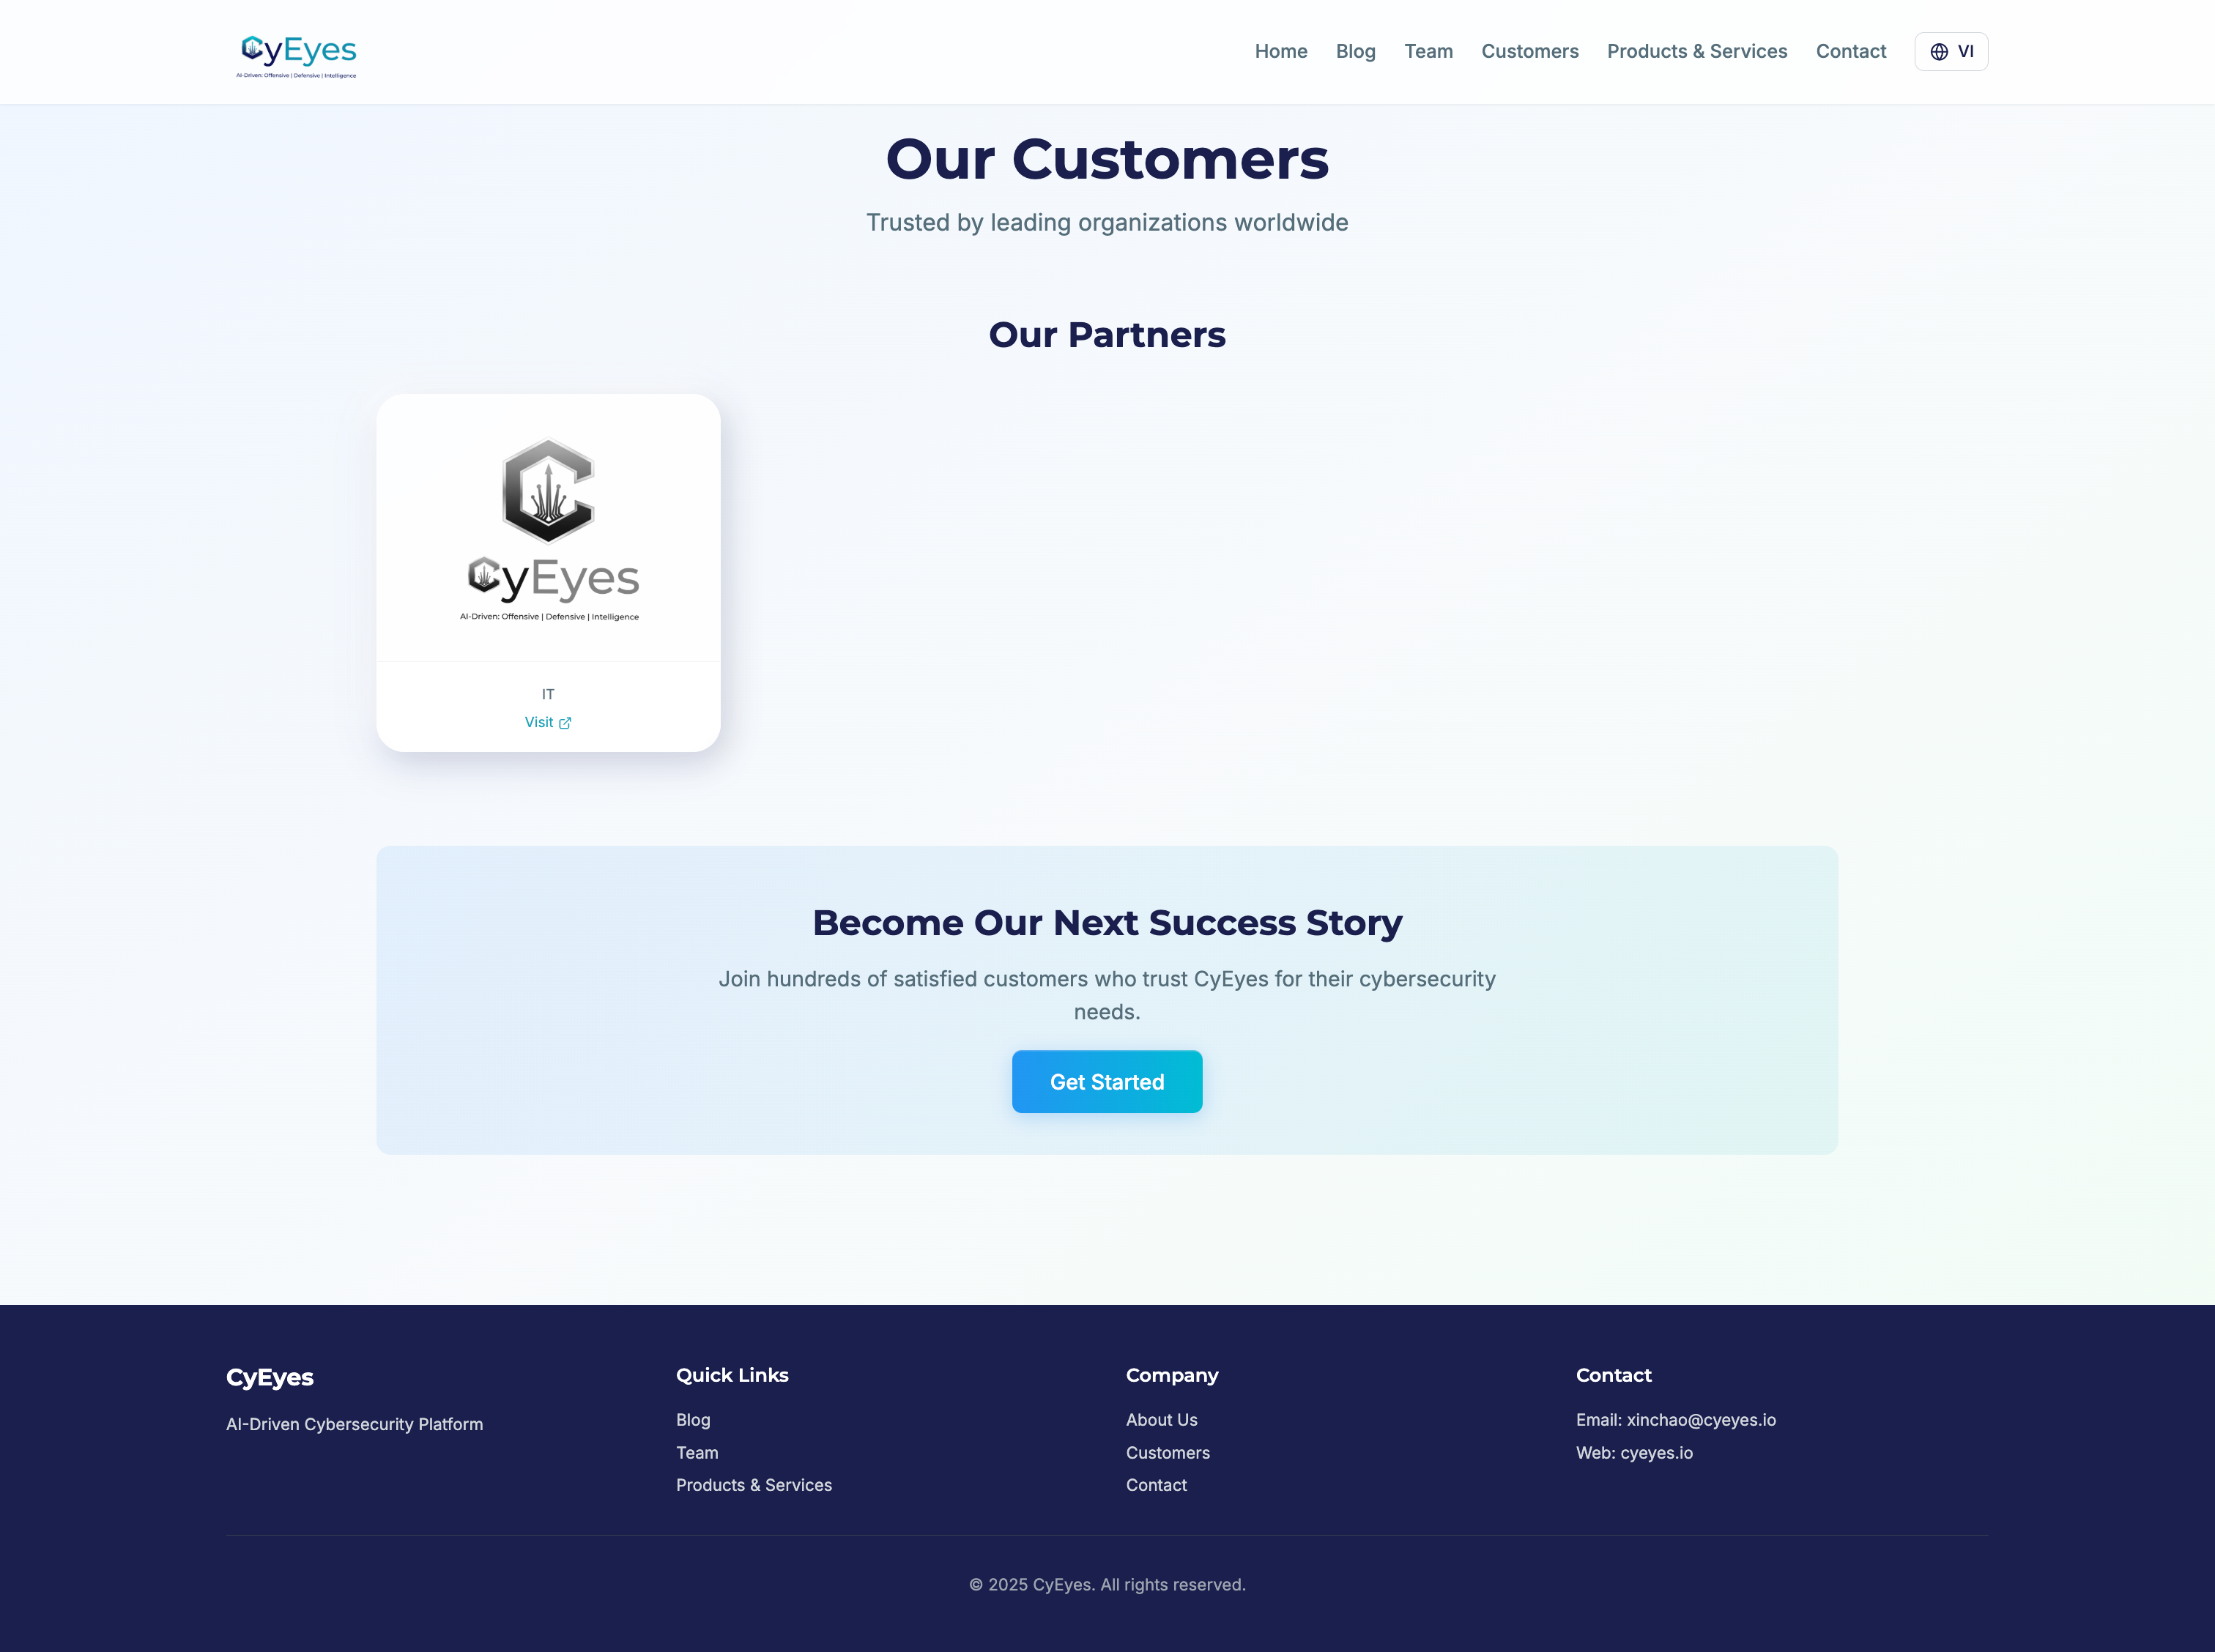 CyEyes
AI-Driven: Offensive | Defensive | Intelligence
Home Blog Team Customers Products & Services Contact VI
Our Customers
Trusted by leading organizations worldwide
Our Partners
CyEyes
AI-Driven: Offensive | Defensive | Intelligence
IT
Visit
Become Our Next Success Story
Join hundreds of satisfied customers who trust CyEyes for their cybersecurity
needs.
Get Started
CyEyes
AI-Driven Cybersecurity Platform
Quick Links
Blog
Team
Products & Services
Company
About Us
Customers
Contact
Contact
Email: xinchao@cyeyes.io
Web: cyeyes.io
© 2025 CyEyes. All rights reserved.